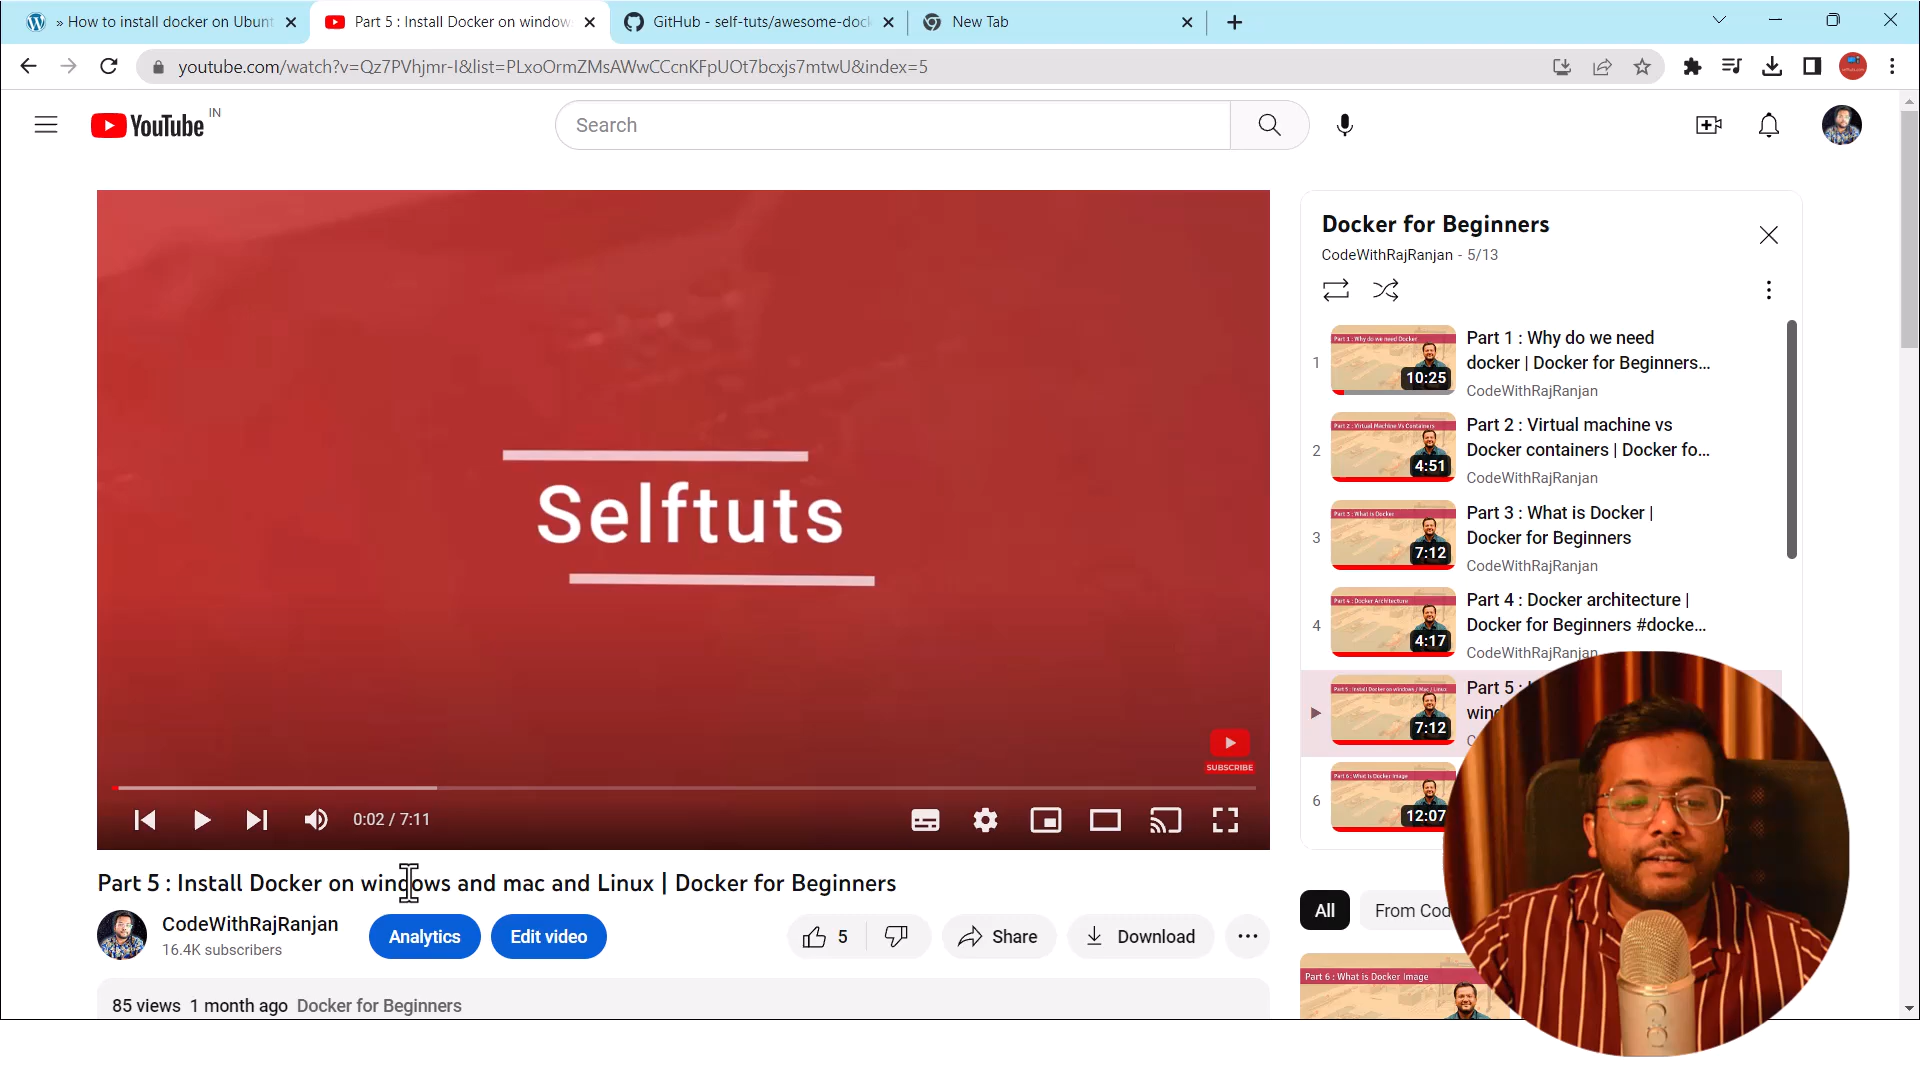 » How to install docker on Ubunt
Part 5 : Install Docker on window
GitHub - self-tuts/awesome-dock
New Tab
youtube.com/watch?v=Qz7PVhjmr-I&list=PLxoOrmZMsAWwCCcnKFpUOt7bcxjs7mtwU&index=5
YouTube IN
Search
Selftuts
SUBSCRIBE
0:02 / 7:11
Part 5 : Install Docker on windows and mac and Linux | Docker for Beginners
CodeWithRajRanjan
16.4K subscribers
Analytics
Edit video
5
Share
Download
85 views 1 month ago Docker for Beginners
Docker for Beginners
CodeWithRajRanjan - 5/13
1
Part 1 : Why do we need Docker
10:25
Part 1 : Why do we need
docker | Docker for Beginners...
CodeWithRajRanjan
2
Part 2 : Virtual Machine Vs Containers
4:51
Part 2 : Virtual machine vs
Docker containers | Docker fo...
CodeWithRajRanjan
3
Part 3 : What is Docker
7:12
Part 3 : What is Docker |
Docker for Beginners
CodeWithRajRanjan
4
Part 4 : Docker Architecture
4:17
Part 4 : Docker architecture |
Docker for Beginners #docke...
CodeWithRajRanjan
Part 5 : Install Docker on windows / Mac / Linux
7:12
Part 5 :
wind
6
Part 6 : What is Docker Image
12:07
All
From Cod
Part 6 : What is Docker Image